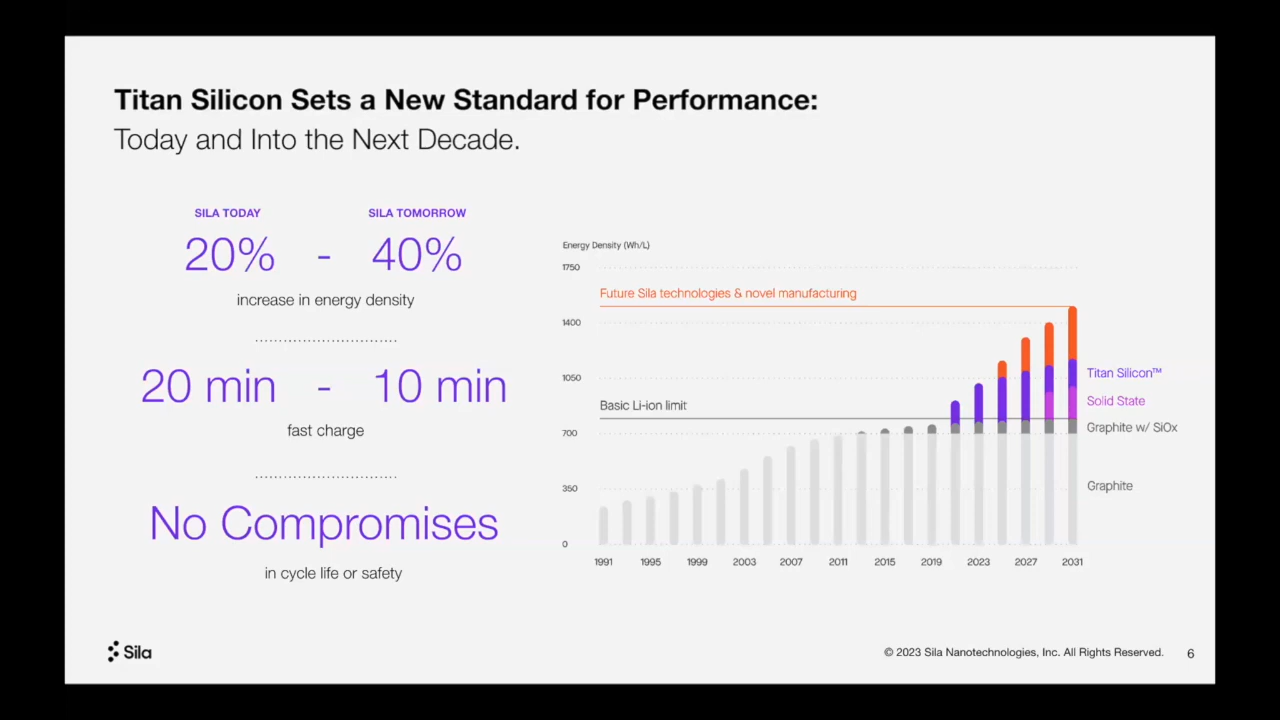 Titan Silicon Sets a New Standard for Performance:
Today and Into the Next Decade.
SILA TODAY
SILA TOMORROW
20% - 40%
increase in energy density
20 min - 10 min
fast charge
No Compromises
in cycle life or safety
Energy Density (Wh/L)
1750
Future Sila technologies & novel manufacturing
1400
1050
Titan Silicon™
Basic Li-ion limit
Solid State
Graphite w/ SiOx
700
350
Graphite
0
1991 1995 1999 2003 2007 2011 2015 2019 2023 2027 2031
Sila
© 2023 Sila Nanotechnologies, Inc. All Rights Reserved.
6